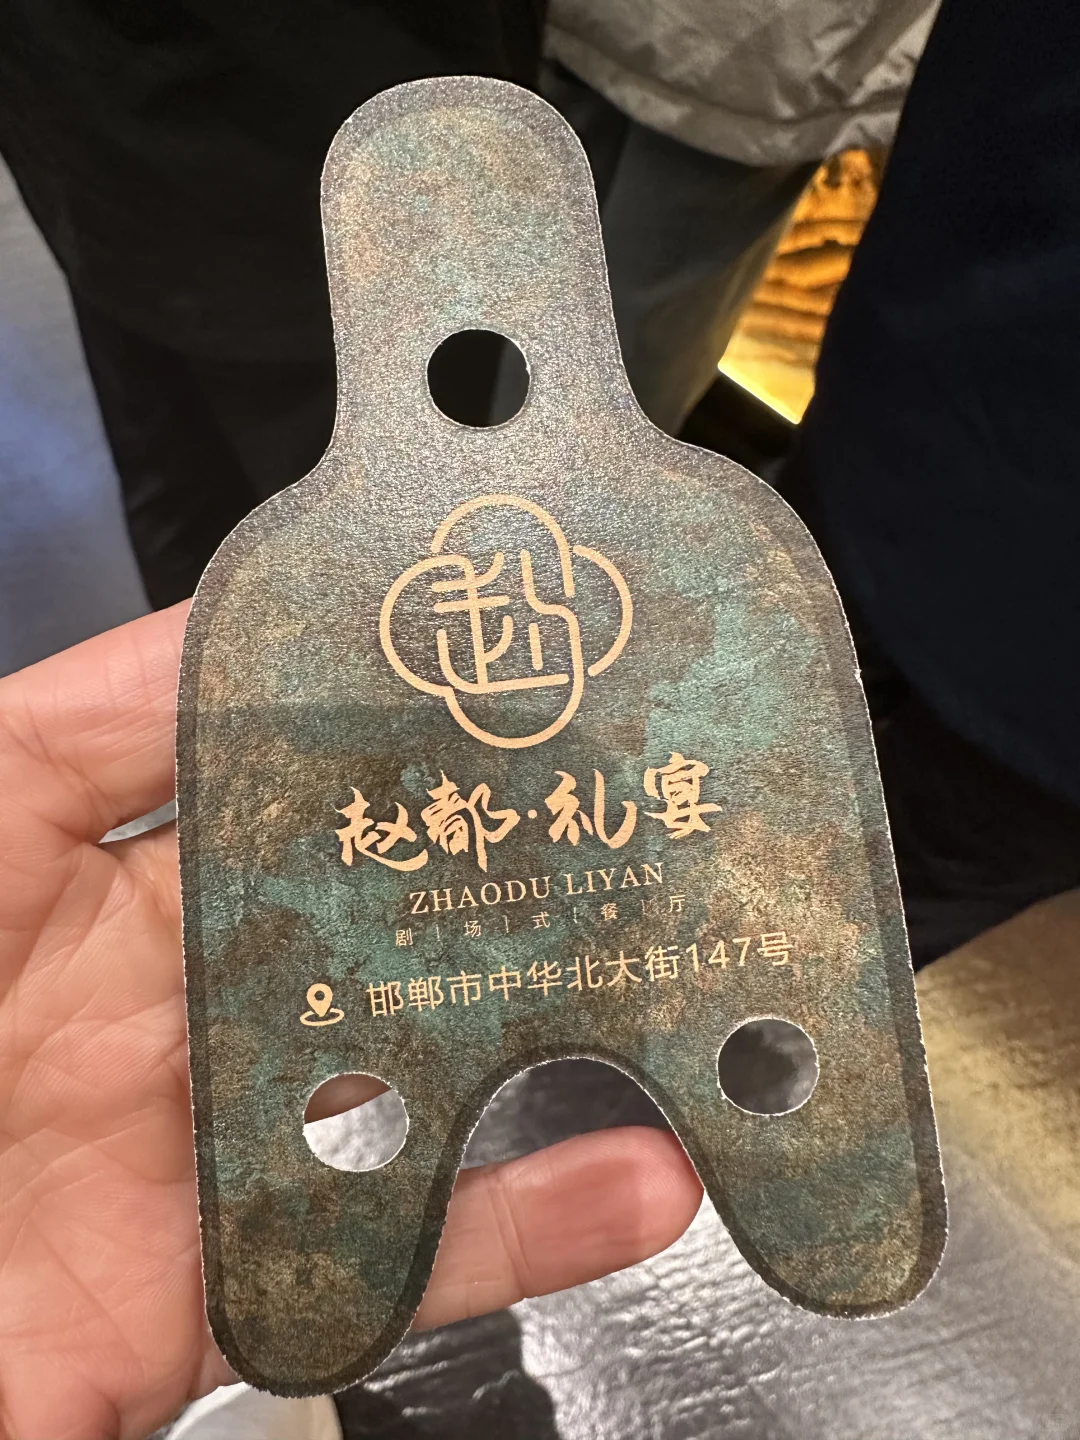 赵
赵都·礼宴
ZHAODU LIYAN
剧 | 场 | 式 | 餐 | 厅
邯郸市中华北大街147号